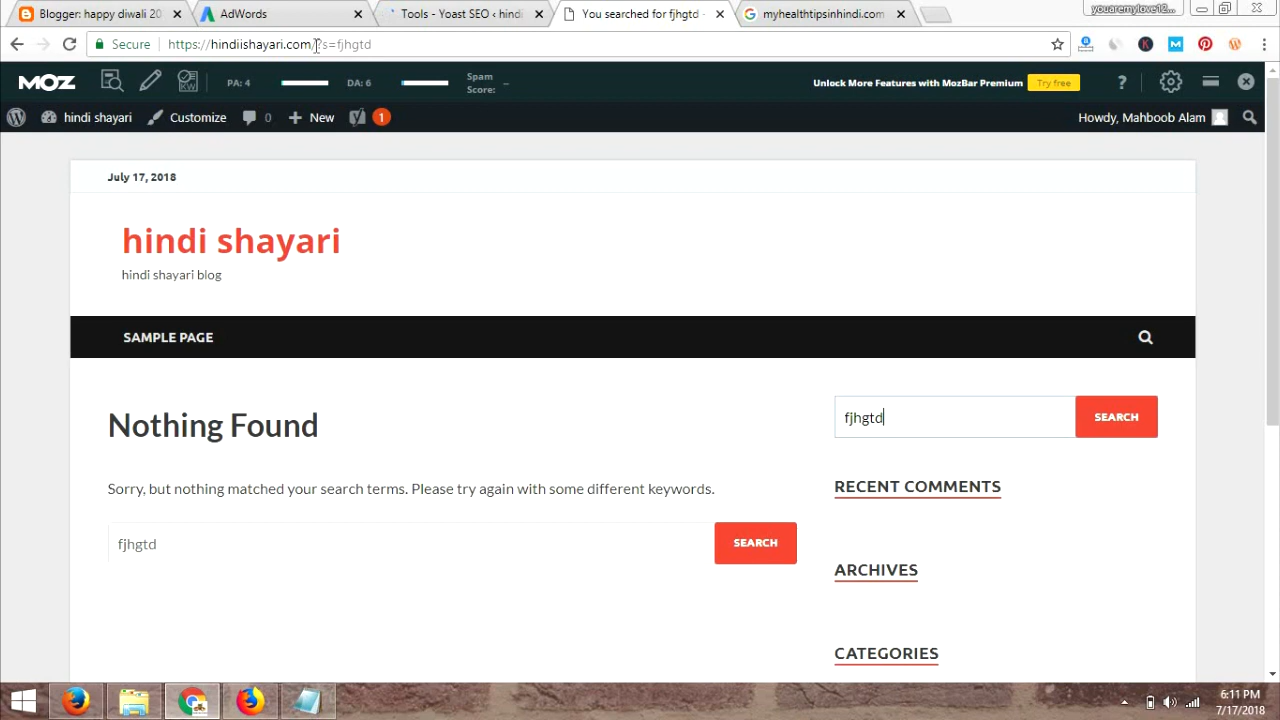 Blogger: happy diwali 20
AdWords
Tools - Yoast SEO ‹ hindi
You searched for fjhgtd -
myhealthtipsinhindi.com
youaremylove12...
Secure
https://hindiishayari.com/?s=fjhgtd
MOZ
PA: 4
DA: 6
Spam
Score: –
Unlock More Features with MozBar Premium
Try free
?
hindi shayari
Customize
0
New
1
Howdy, Mahboob Alam
July 17, 2018
hindi shayari
hindi shayari blog
SAMPLE PAGE
Nothing Found
fjhgtd
SEARCH
Sorry, but nothing matched your search terms. Please try again with some different keywords.
RECENT COMMENTS
fjhgtd
SEARCH
ARCHIVES
CATEGORIES
6:11 PM
7/17/2018